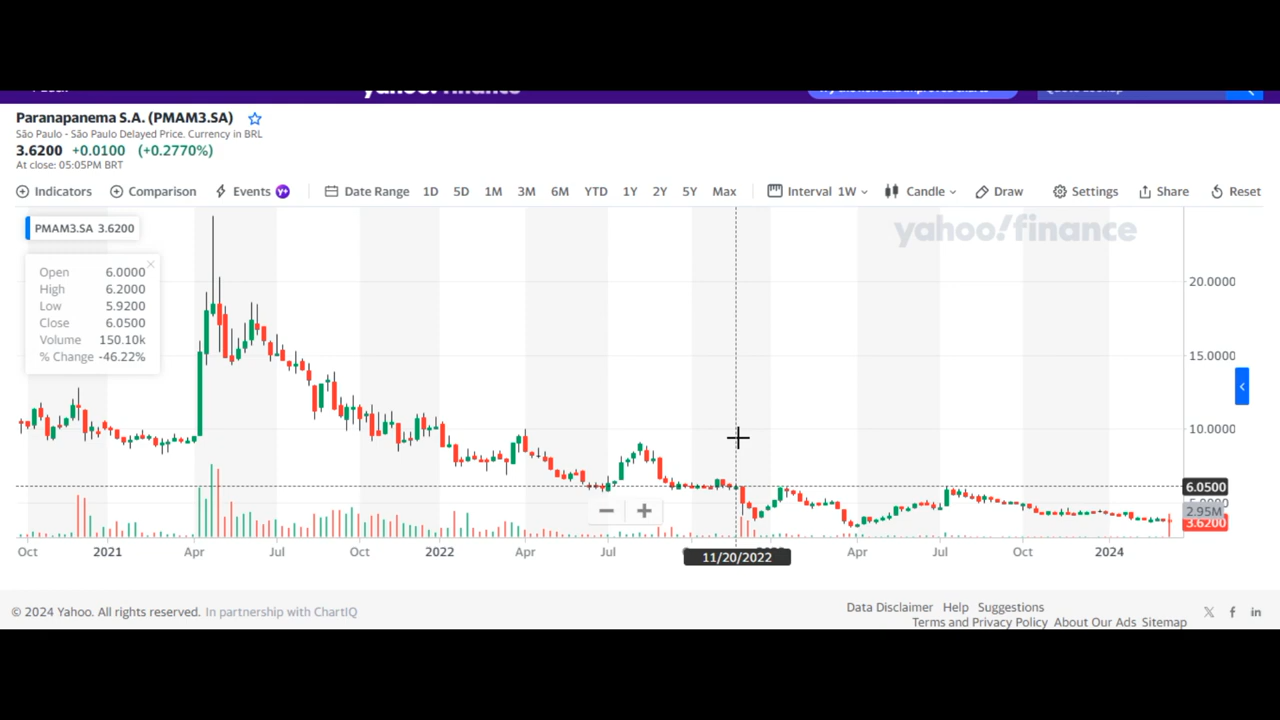 yahoo! finance
Paranapanema S.A. (PMAM3.SA)
São Paulo - São Paulo Delayed Price. Currency in BRL
3.6200 +0.0100 (+0.2770%)
At close: 05:05PM BRT
Indicators Comparison Events Y+ Date Range 1D 5D 1M 3M 6M YTD 1Y 2Y 5Y Max Interval 1W Candle Draw Settings Share Reset
PMAM3.SA 3.6200
yahoo!finance
Open 6.0000
High 6.2000
Low 5.9200
Close 6.0500
Volume 150.10k
% Change -46.22%
20.0000
15.0000
10.0000
6.0500
5.0000
2.95M
3.6200
Oct 2021 Apr Jul Oct 2022 Apr Jul Apr Jul Oct 2024
11/20/2022
© 2024 Yahoo. All rights reserved. In partnership with ChartIQ
Data Disclaimer Help Suggestions
Terms and Privacy Policy About Our Ads Sitemap